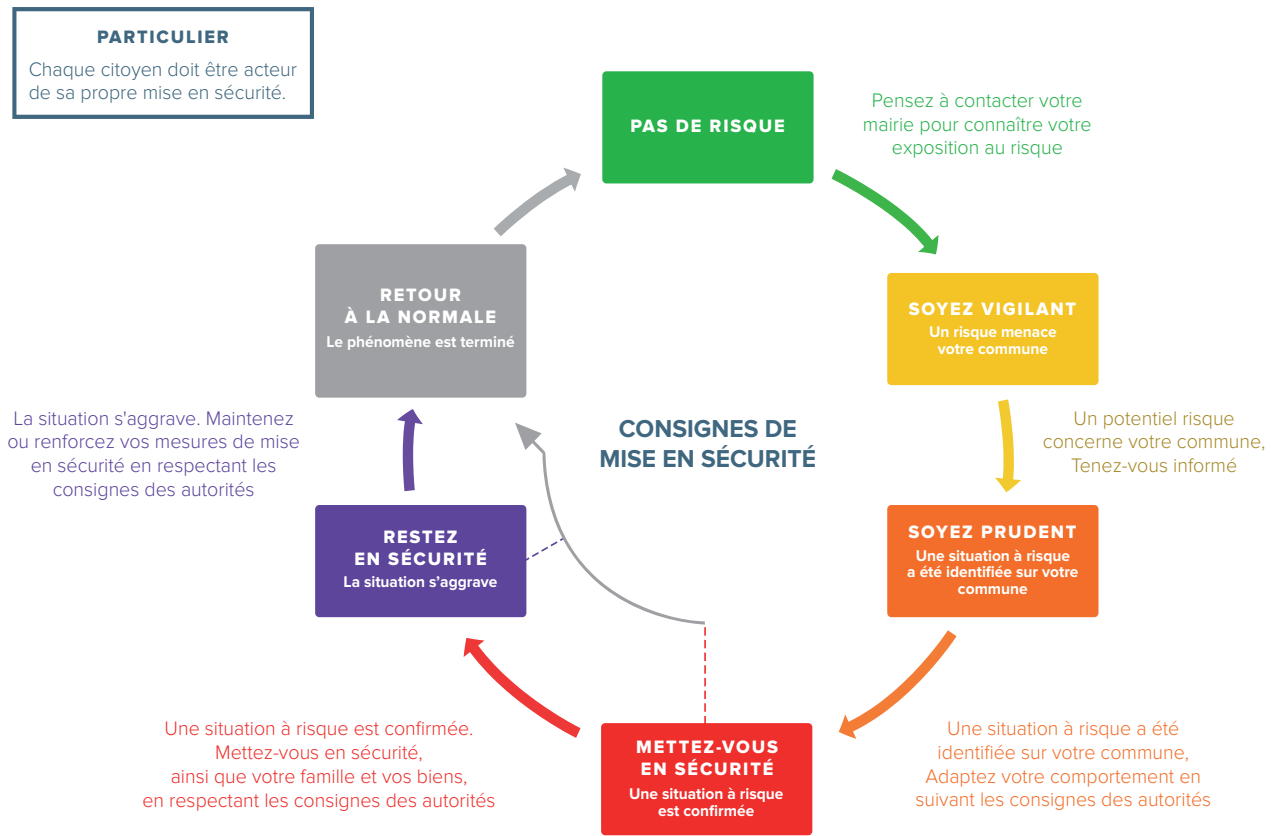 PARTICULIER
Chaque citoyen doit être acteur
de sa propre mise en sécurité.
PAS DE RISQUE
Pensez à contacter votre
mairie pour connaître votre
exposition au risque
SOYEZ VIGILANT
Un risque menace
votre commune
Un potentiel risque
concerne votre commune,
Tenez-vous informé
SOYEZ PRUDENT
Une situation à risque
a été identifiée sur votre
commune
Une situation à risque a été
identifiée sur votre commune,
Adaptez votre comportement en
suivant les consignes des autorités
METTEZ-VOUS
EN SÉCURITÉ
Une situation à risque
est confirmée
Une situation à risque est confirmée.
Mettez-vous en sécurité,
ainsi que votre famille et vos biens,
en respectant les consignes des autorités
RESTEZ
EN SÉCURITÉ
La situation s'aggrave
La situation s'aggrave. Maintenez
ou renforcez vos mesures de mise
en sécurité en respectant les
consignes des autorités
RETOUR
À LA NORMALE
Le phénomène est terminé
CONSIGNES DE
MISE EN SÉCURITÉ